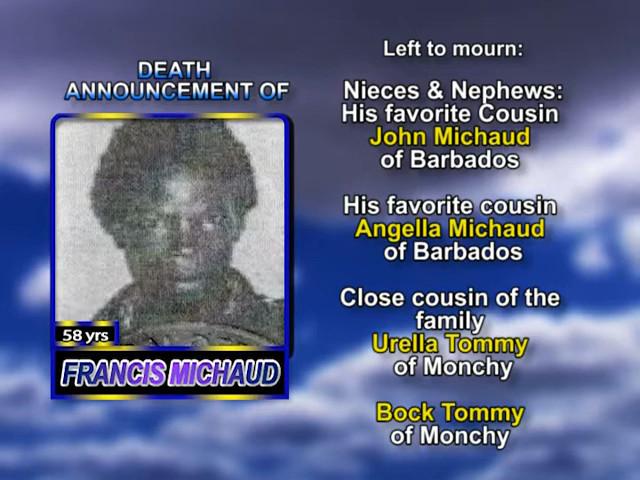 DEATH
ANNOUNCEMENT OF
58 yrs
FRANCIS MICHAUD
Left to mourn:
Nieces & Nephews:
His favorite Cousin
John Michaud
of Barbados
His favorite cousin
Angella Michaud
of Barbados
Close cousin of the
family
Urella Tommy
of Monchy
Bock Tommy
of Monchy